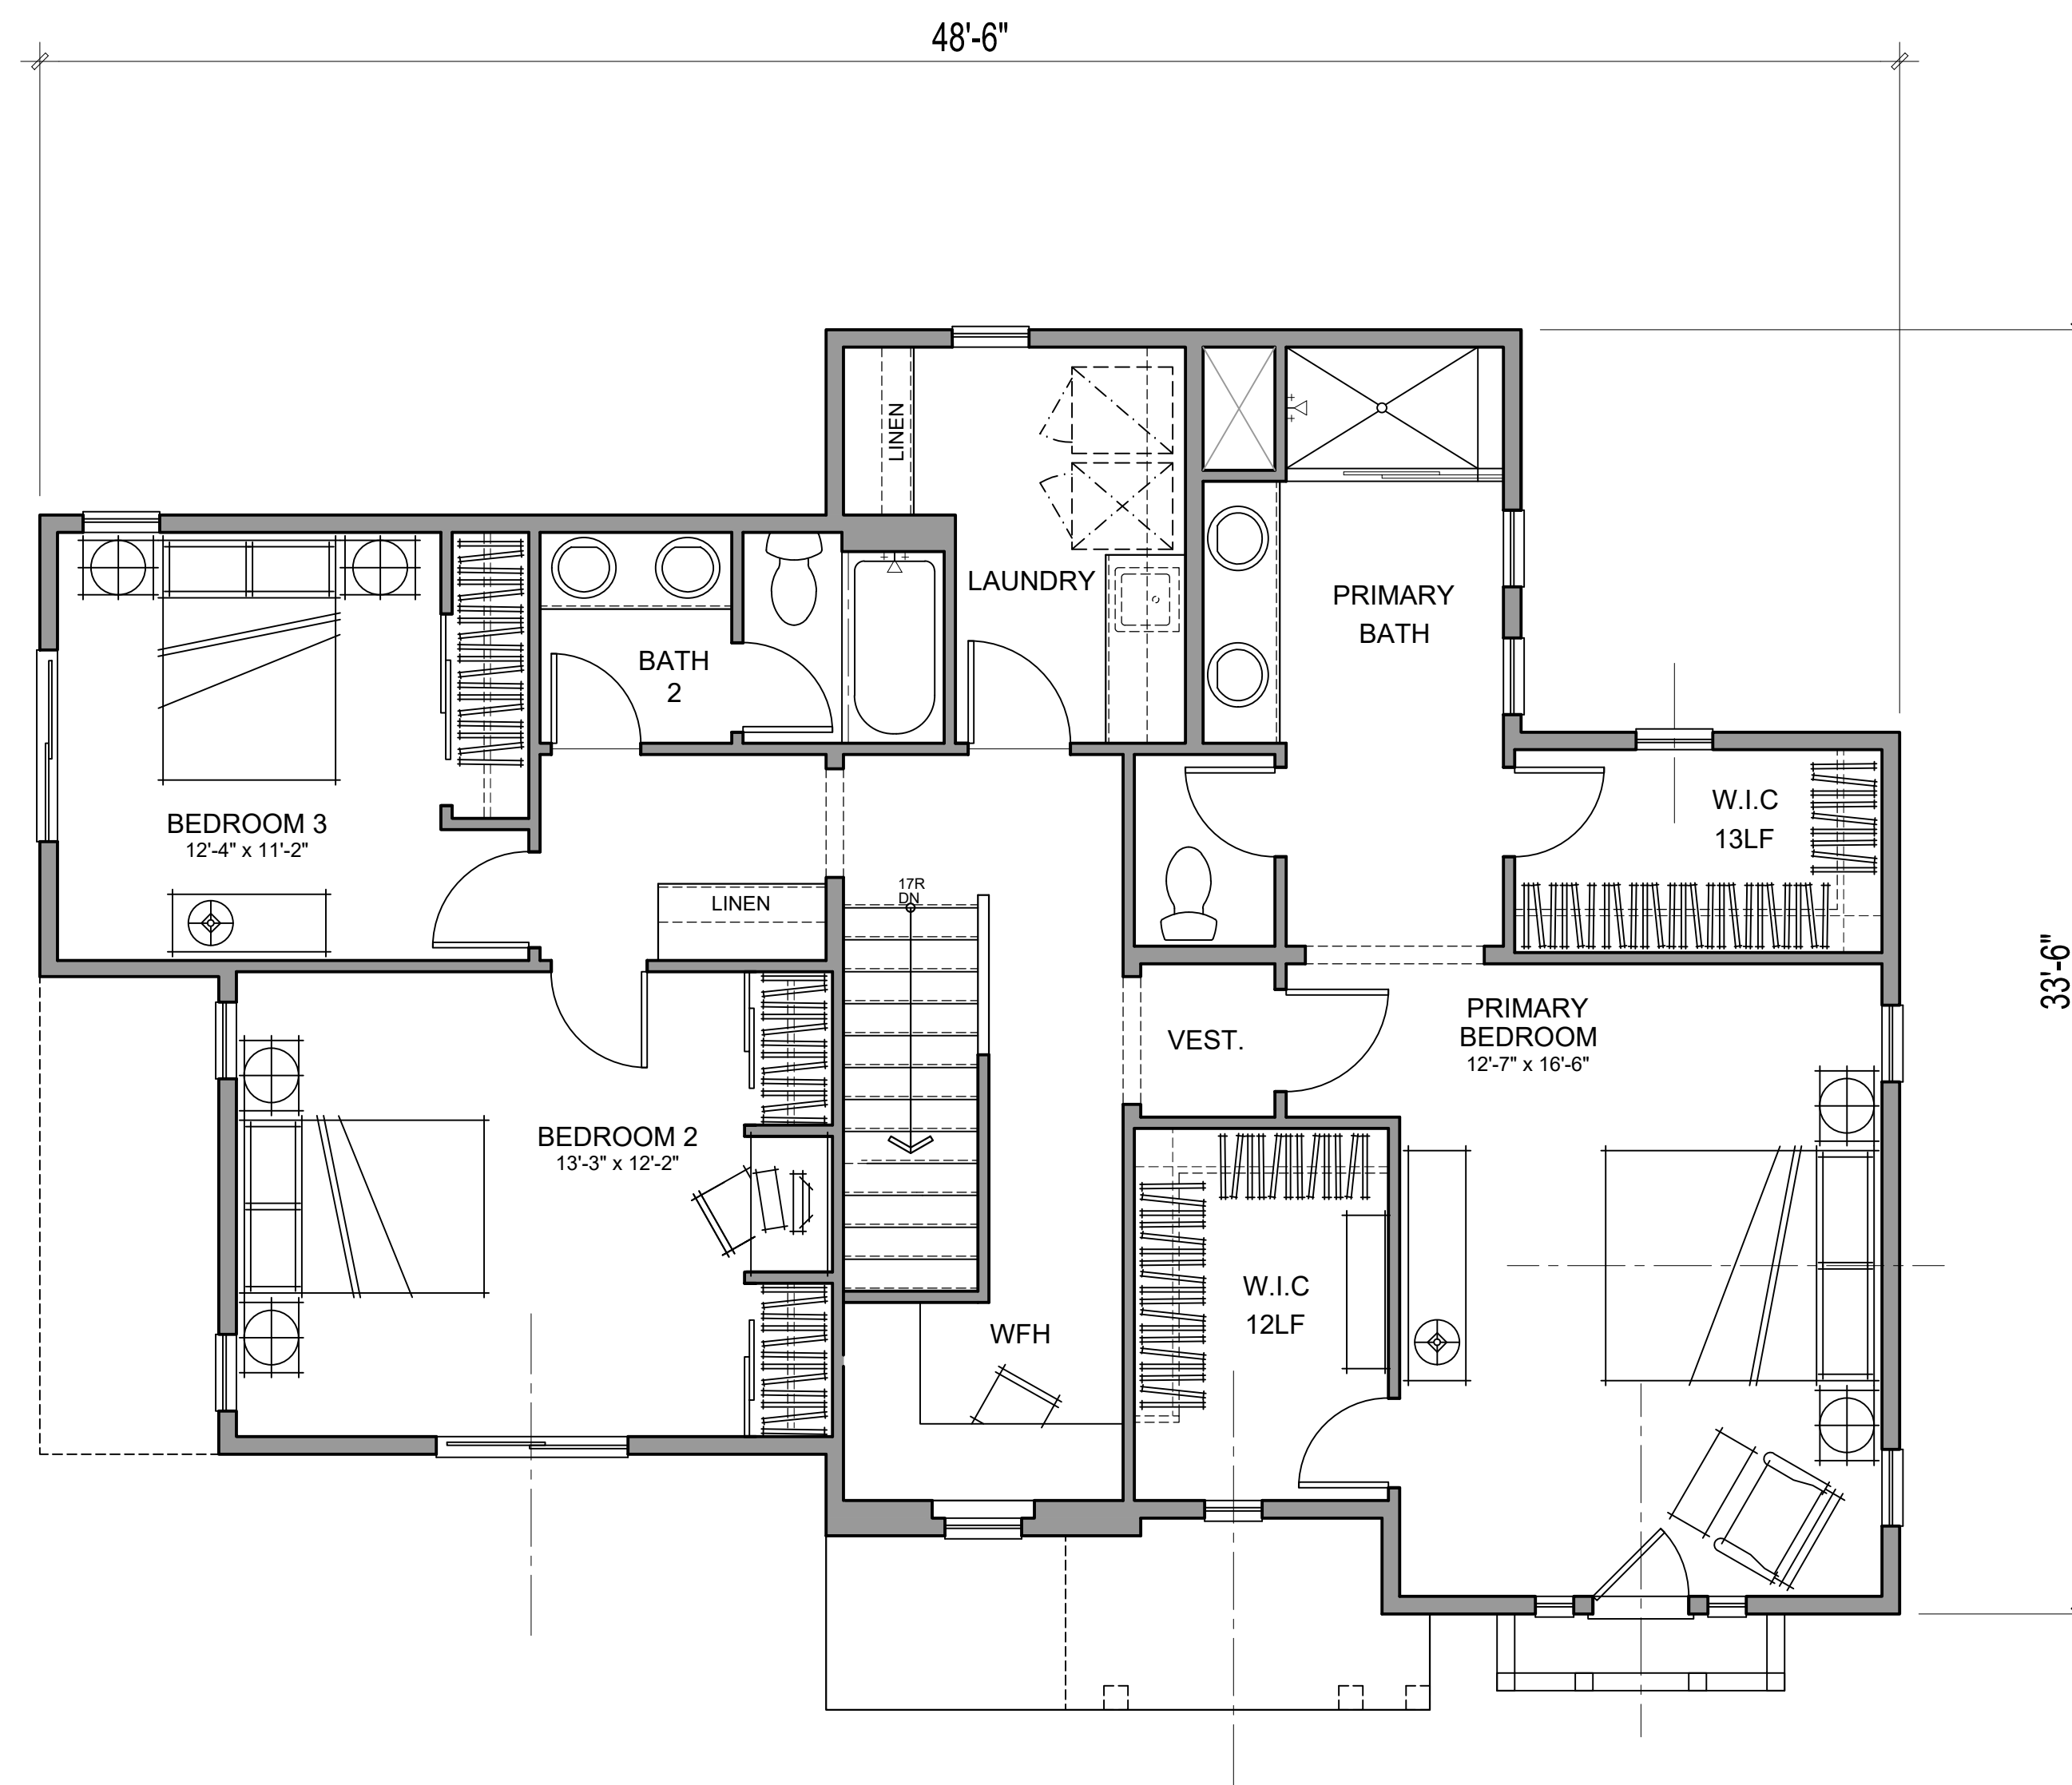 48'-6"
LINEN
LAUNDRY
PRIMARY
BATH
BATH
2
W.I.C
13LF
BEDROOM 3
12'-4" x 11'-2"
17R
DN
LINEN
33'-6"
PRIMARY
BEDROOM
12'-7" x 16'-6"
VEST.
BEDROOM 2
13'-3" x 12'-2"
W.I.C
12LF
WFH